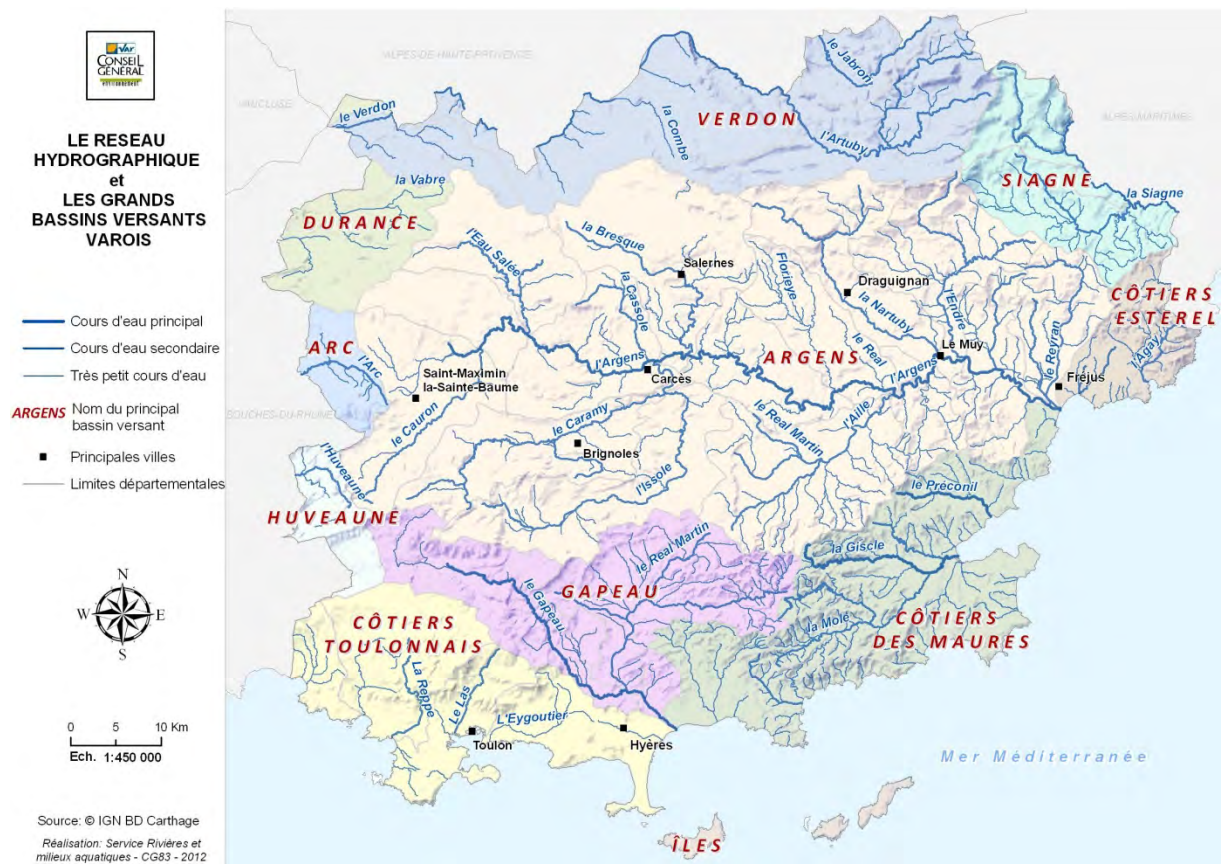 VAR
CONSEIL
GÉNÉRAL
environnement
LE RESEAU
HYDROGRAPHIQUE
et
LES GRANDS
BASSINS VERSANTS
VAROIS
Cours d'eau principal
Cours d'eau secondaire
Très petit cours d'eau
ARGENS Nom du principal
bassin versant
Principales villes
Limites départementales
N
W E
S
0 5 10 Km
Ech. 1:450 000
Source: © IGN BD Carthage
Réalisation: Service Rivières et
milieux aquatiques - CG83 - 2012
ALPES-DE-HAUTE-PROVENCE
VAUCLUSE
ALPES-MARITIMES
BOUCHES-DU-RHONE
le Jabron
le Verdon
la Combe
VERDON
l'Artuby
la Vabre
SIAGNE
la Siagne
DURANCE
la Bresque
l'Eau Salée
Salernes
Florieye
Draguignan
la Cassole
la Nartuby
l'Endre
CÔTIERS
ESTEREL
ARC
l'Arc
l'Argens
ARGENS
le Real
Le Muy
le Reyran
l'Agay
Saint-Maximin
la-Sainte-Baume
Carcès
l'Argens
Fréjus
le Cauron
le Caramy
l'Aille
le Real Martin
Brignoles
l'Huveaune
l'Issole
le Préconil
HUVEAUNE
le Real Martin
la Giscle
le Gapeau
GAPEAU
CÔTIERS
TOULONNAIS
la Mole
CÔTIERS
DES MAURES
La Reppe
Le Las
L'Eygoutier
Toulon
Hyères
Mer Méditerranée
ÎLES